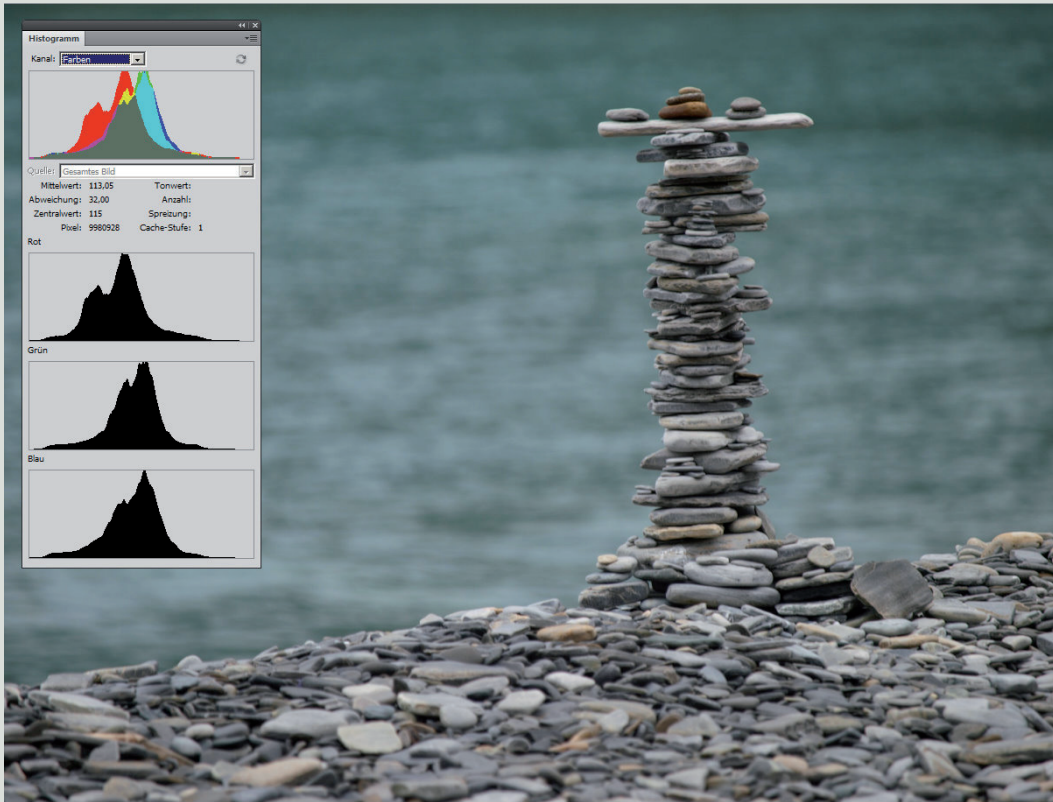 Histogramm
Kanal: Farben
Quelle: Gesamtes Bild
Mittelwert: 113,05 Tonwert:
Abweichung: 32,00 Anzahl:
Zentralwert: 115 Spreizung:
Pixel: 9980928 Cache-Stufe: 1
Rot
Grün
Blau